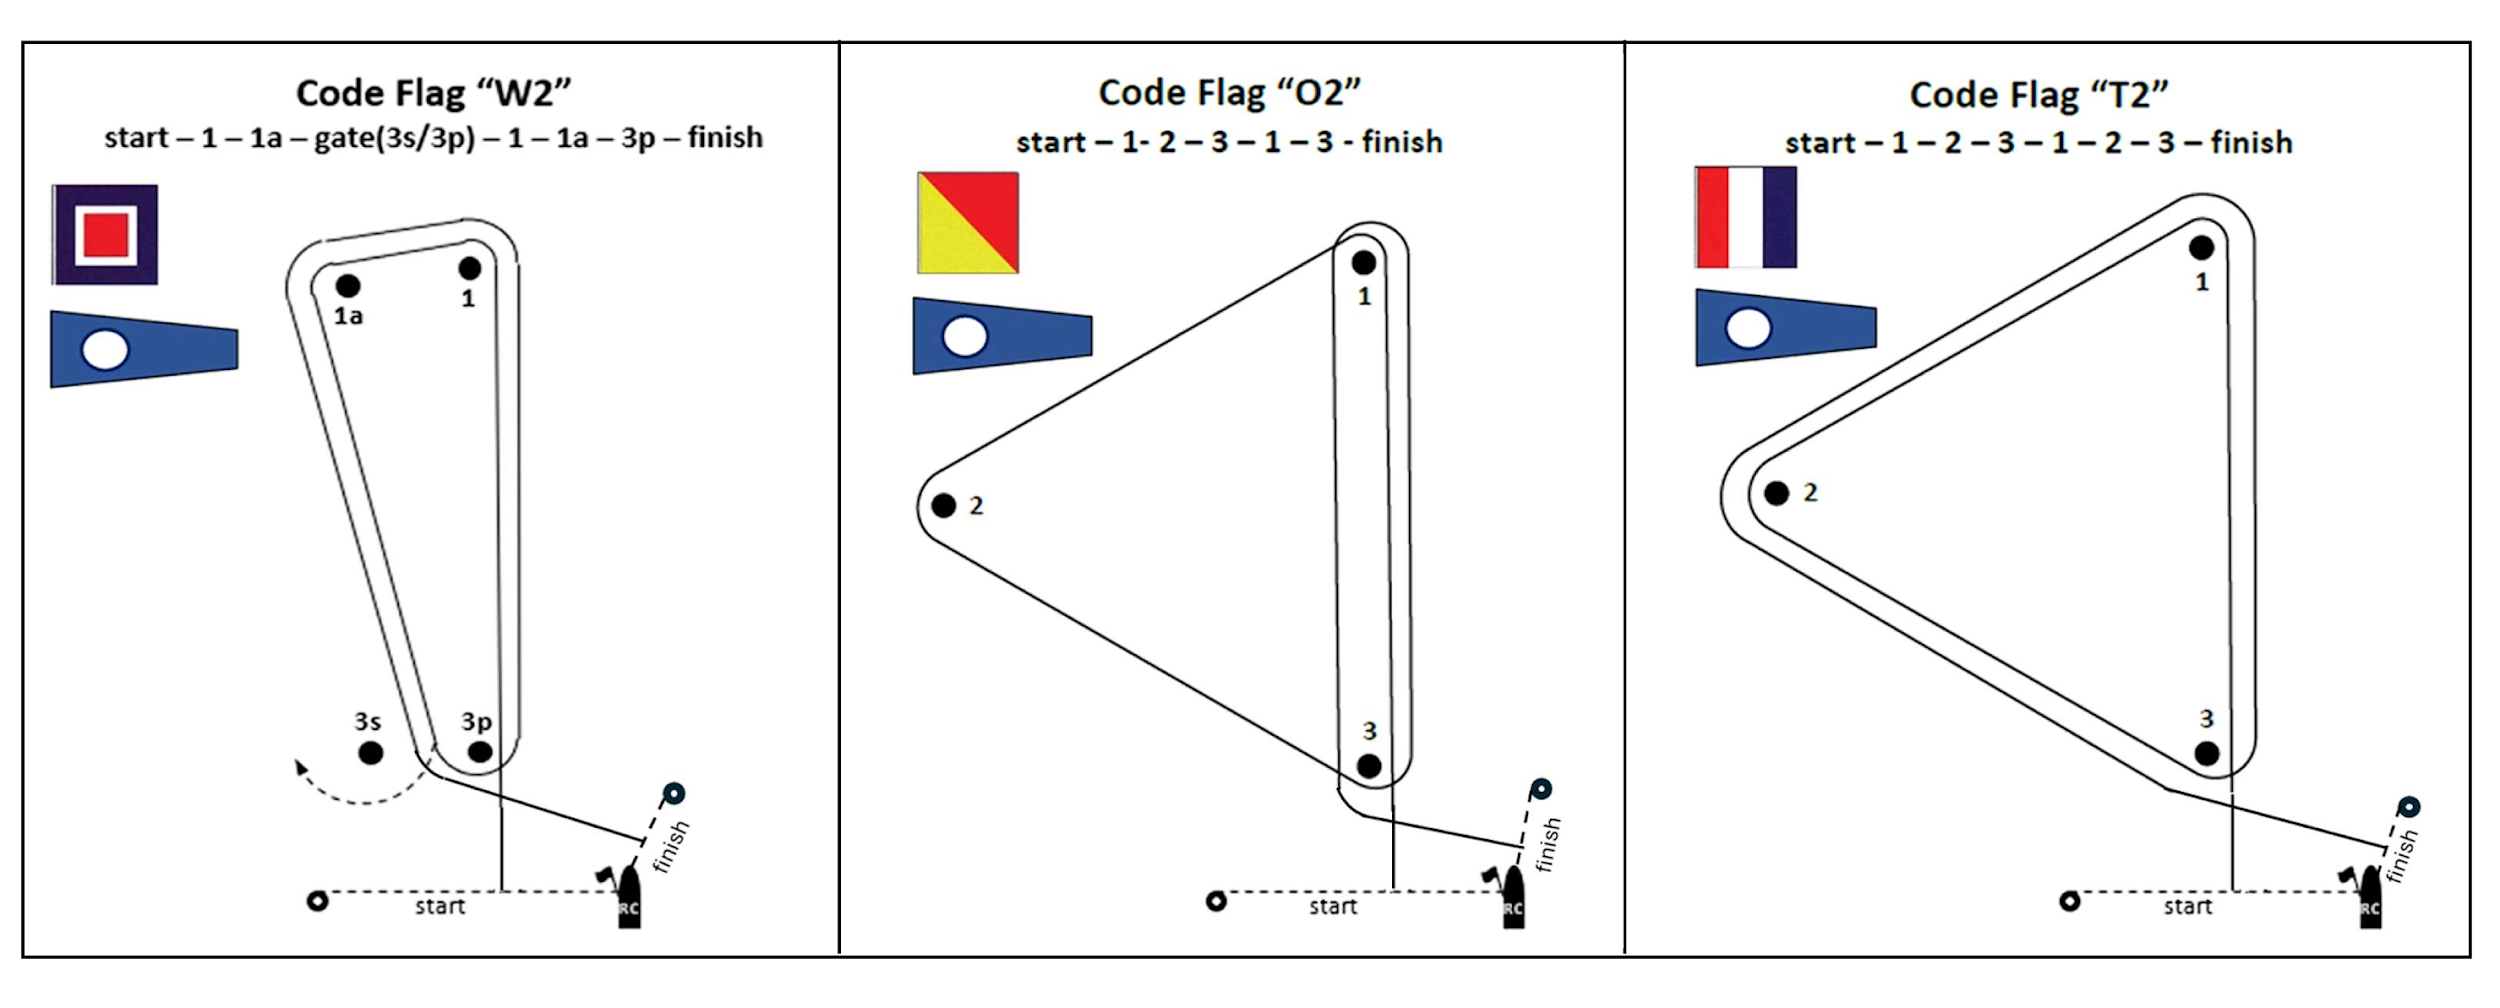 Code Flag “W2”
start – 1 – 1a – gate(3s/3p) – 1 – 1a – 3p – finish
1a
1
3s
3p
finish
start
RC
Code Flag “O2”
start – 1- 2 – 3 – 1 – 3 - finish
1
2
3
finish
start
RC
Code Flag “T2”
start – 1 – 2 – 3 – 1 – 2 – 3 – finish
1
2
3
finish
start
RC